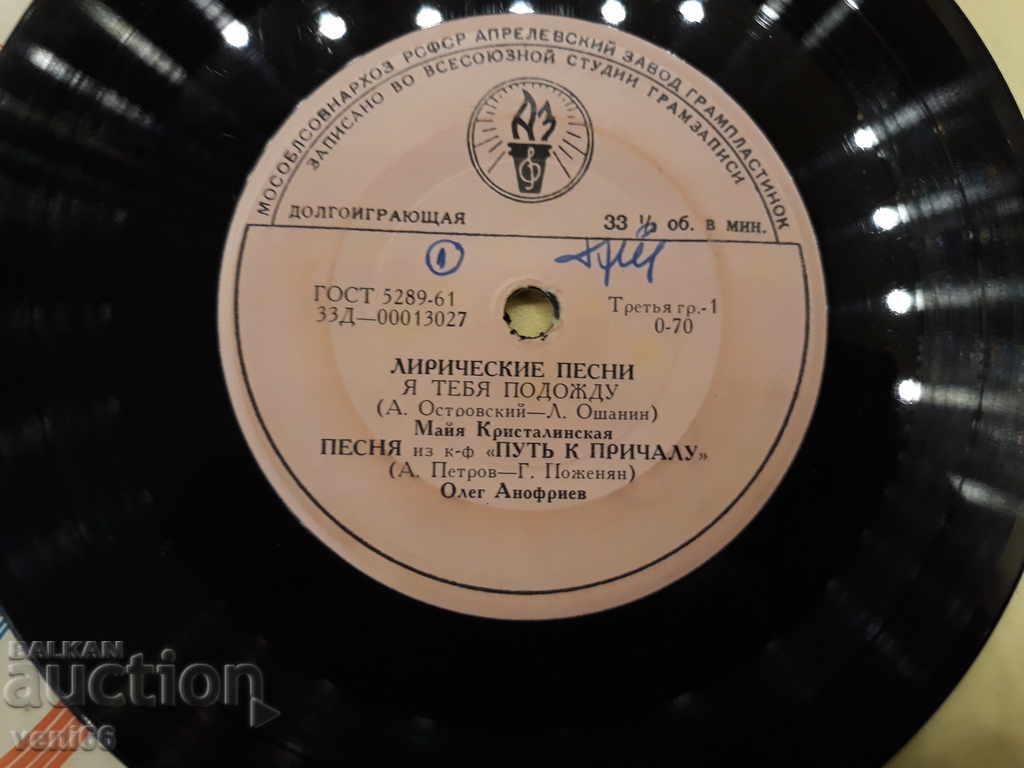 МОСОБЛСОВНАРХОЗ РСФСР АПРЕЛЕВСКИЙ ЗАВОД ГРАМПЛАСТИНОК
ЗАПИСАНО ВО ВСЕСОЮЗНОЙ СТУДИИ ГРАМЗАПИСИ
АЗ
ДОЛГОИГРАЮЩАЯ 33 ⅓ об. в мин.
1
ГОСТ 5289-61 Третья гр.-1
33Д—00013027 0-70
ЛИРИЧЕСКИЕ ПЕСНИ
Я ТЕБЯ ПОДОЖДУ
(А. Островский—Л. Ошанин)
Майя Кристалинская
ПЕСНЯ из к-ф «ПУТЬ К ПРИЧАЛУ»
(А. Петров—Г. Поженян)
Олег Анофриев
BALKAN
auction
veni66